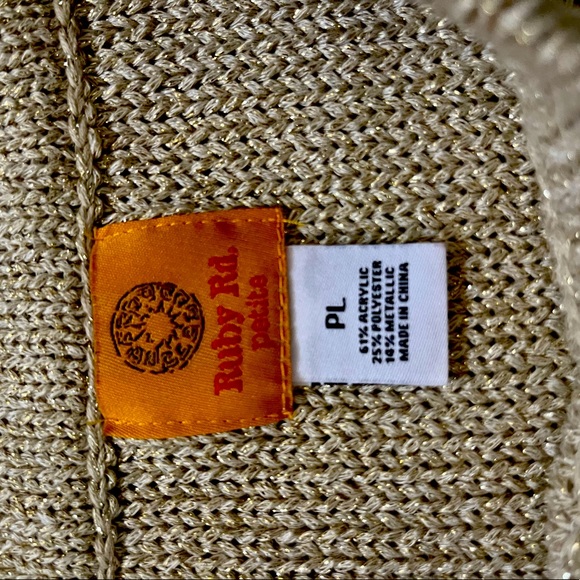 Ruby Rd.
petite
PL
61% ACRYLIC
25% POLYESTER
14% METALLIC
MADE IN CHINA